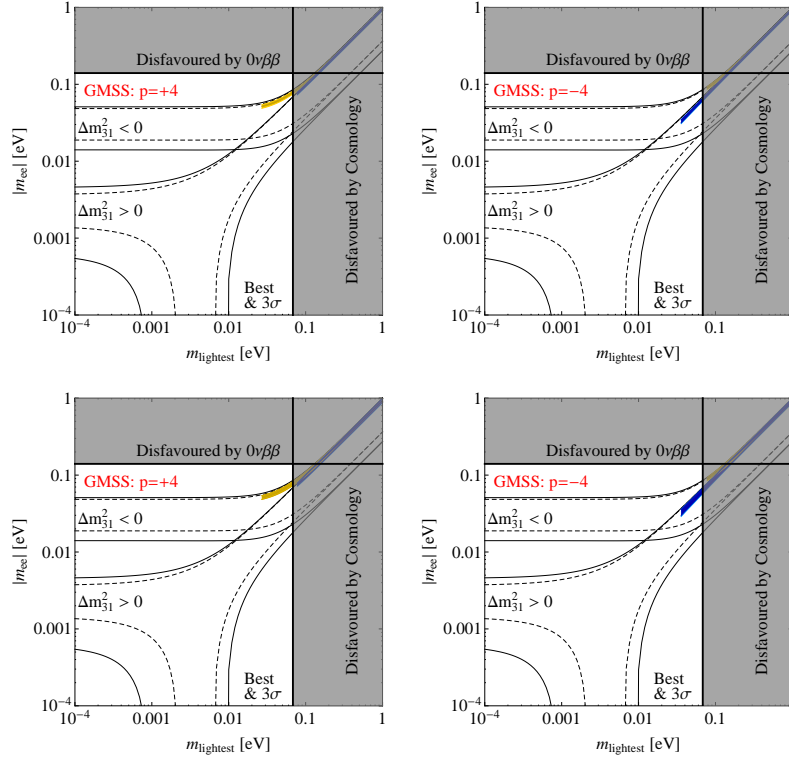 1
Disfavoured by 0νββ
0.1
GMSS: p=+4
Δm²₃₁ < 0
|mₑₑ| [eV]
0.01
Δm²₃₁ > 0
0.001
Disfavoured by Cosmology
Best
& 3σ
10⁻⁴
10⁻⁴ 0.001 0.01 0.1 1
m_lightest [eV]
1
Disfavoured by 0νββ
0.1
GMSS: p=−4
Δm²₃₁ < 0
|mₑₑ| [eV]
0.01
Δm²₃₁ > 0
0.001
Disfavoured by Cosmology
Best
& 3σ
10⁻⁴
10⁻⁴ 0.001 0.01 0.1
m_lightest [eV]
1
Disfavoured by 0νββ
0.1
GMSS: p=+4
Δm²₃₁ < 0
|mₑₑ| [eV]
0.01
Δm²₃₁ > 0
0.001
Disfavoured by Cosmology
Best
& 3σ
10⁻⁴
10⁻⁴ 0.001 0.01 0.1 1
m_lightest [eV]
1
Disfavoured by 0νββ
0.1
GMSS: p=−4
Δm²₃₁ < 0
|mₑₑ| [eV]
0.01
Δm²₃₁ > 0
0.001
Disfavoured by Cosmology
Best
& 3σ
10⁻⁴
10⁻⁴ 0.001 0.01 0.1
m_lightest [eV]